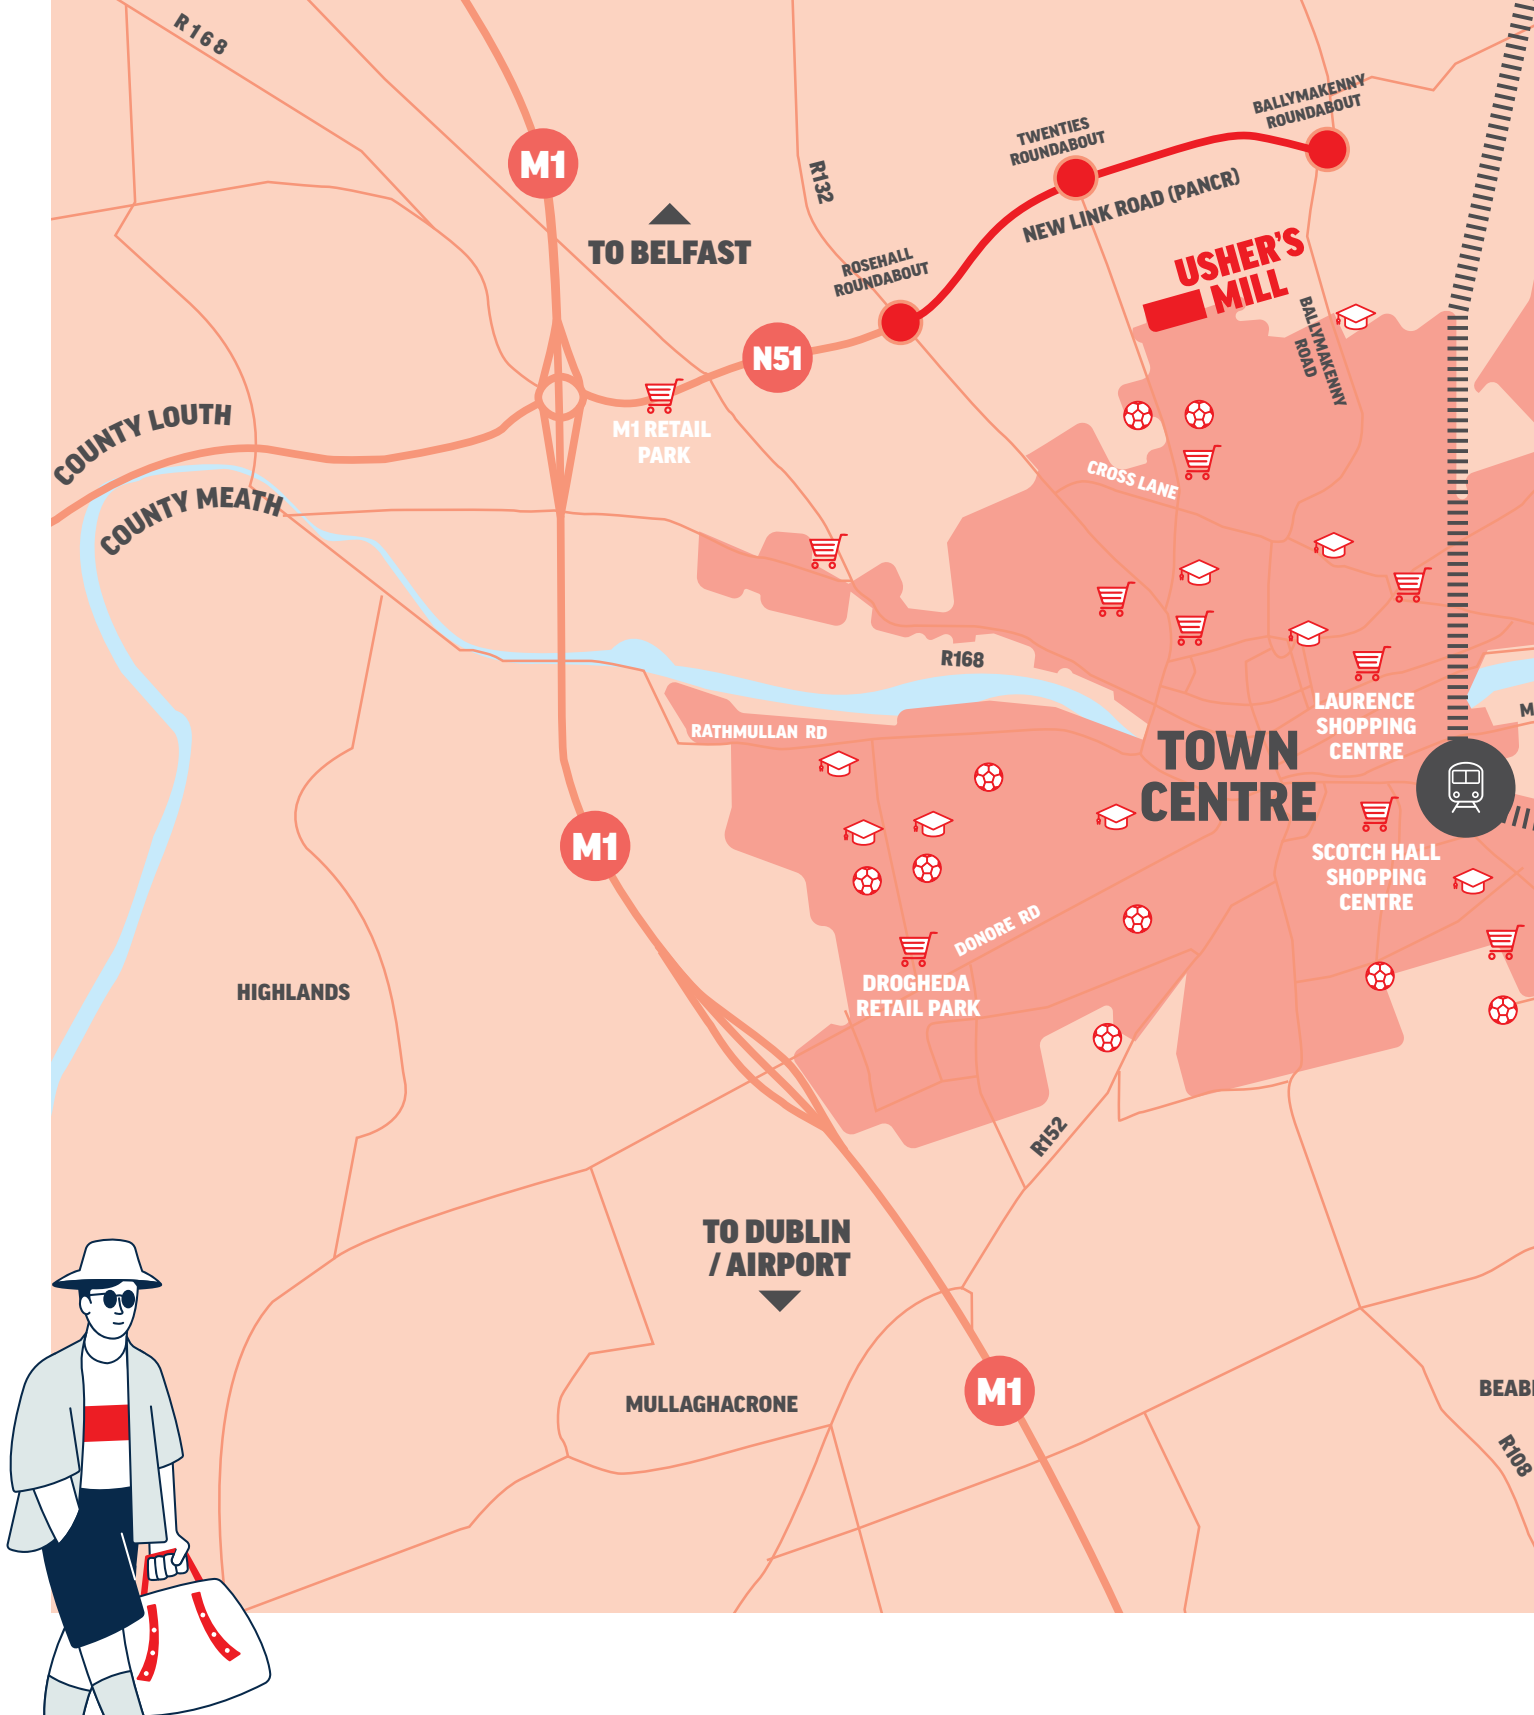 R168
BALLYMAKENNY
ROUNDABOUT
TWENTIES
ROUNDABOUT
M1
R132
NEW LINK ROAD (PANCR)
TO BELFAST
ROSEHALL
ROUNDABOUT
USHER'S
MILL
BALLYMAKENNY
ROAD
N51
COUNTY LOUTH
M1 RETAIL
PARK
CROSS LANE
COUNTY MEATH
R168
LAURENCE
SHOPPING
CENTRE
M
RATHMULLAN RD
TOWN
CENTRE
M1
SCOTCH HALL
SHOPPING
CENTRE
DONORE RD
DROGHEDA
RETAIL PARK
HIGHLANDS
R152
TO DUBLIN
/ AIRPORT
M1
MULLAGHACRONE
BEAB
R108